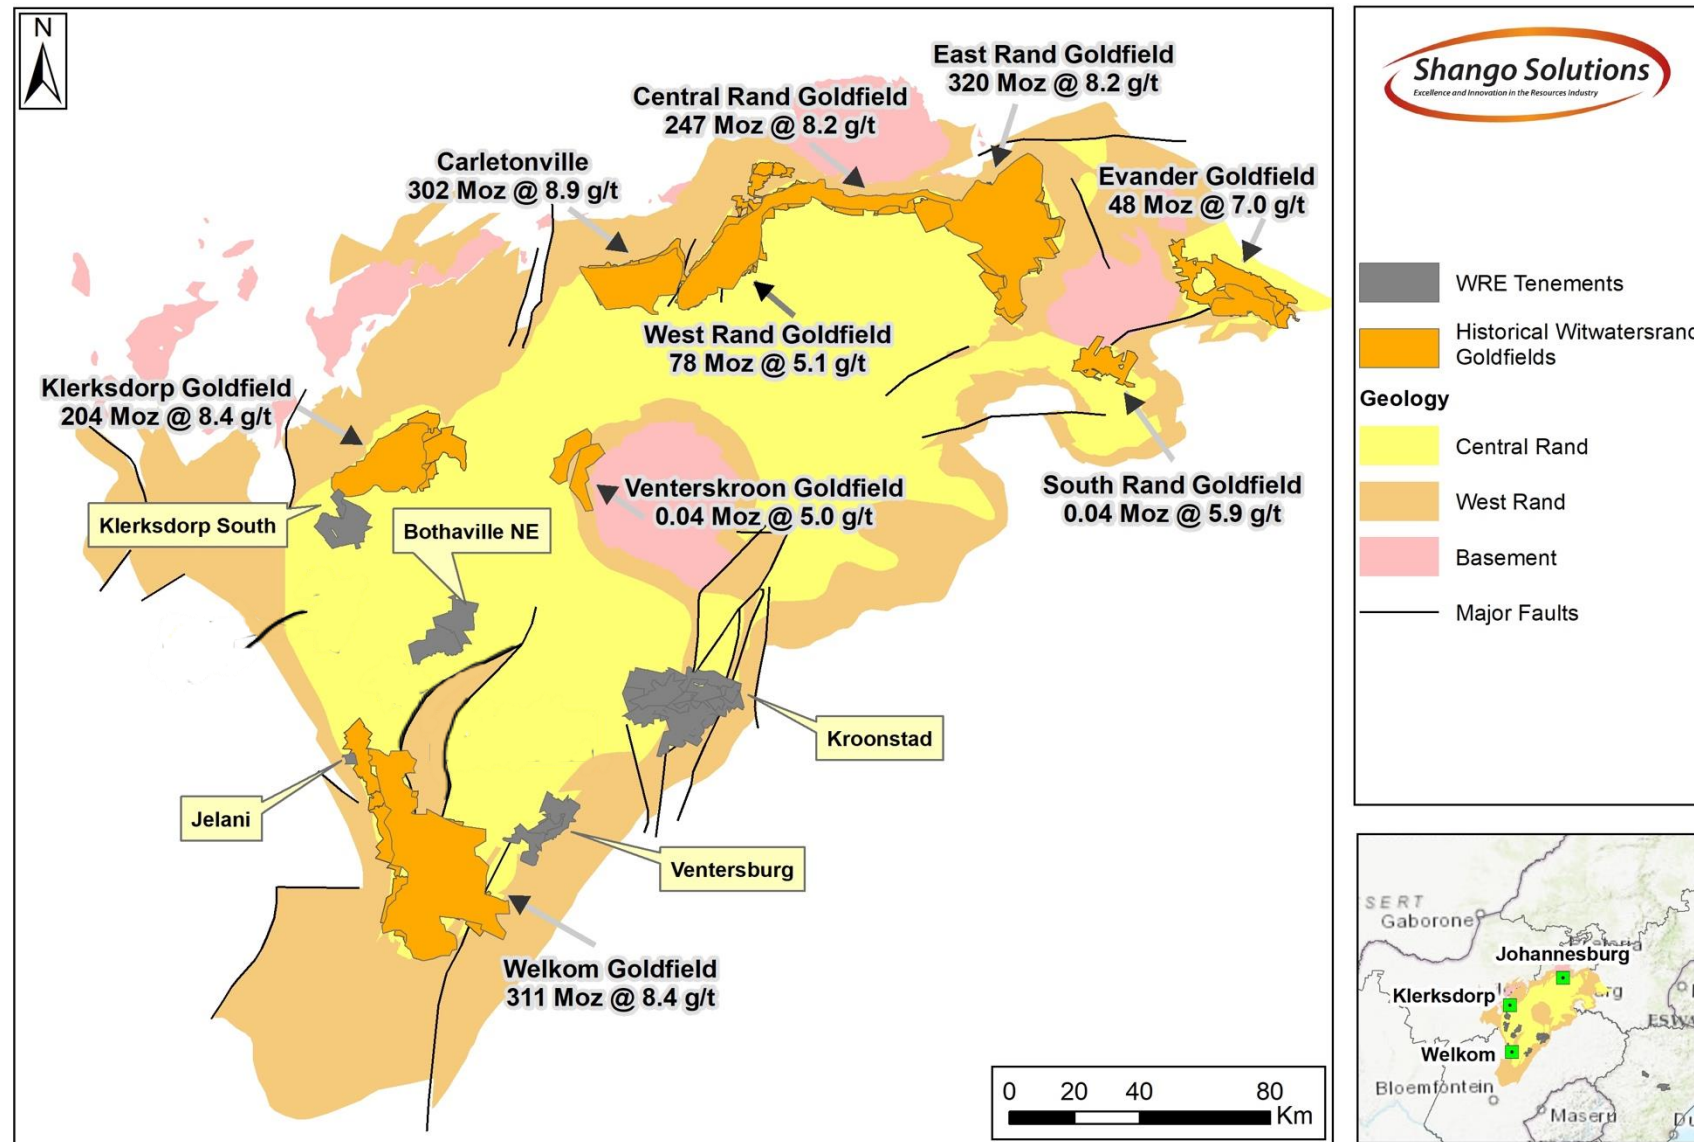 N
East Rand Goldfield
320 Moz @ 8.2 g/t
Central Rand Goldfield
247 Moz @ 8.2 g/t
Carletonville
302 Moz @ 8.9 g/t
Evander Goldfield
48 Moz @ 7.0 g/t
West Rand Goldfield
78 Moz @ 5.1 g/t
Klerksdorp Goldfield
204 Moz @ 8.4 g/t
Venterskroon Goldfield
0.04 Moz @ 5.0 g/t
South Rand Goldfield
0.04 Moz @ 5.9 g/t
Klerksdorp South
Bothaville NE
Kroonstad
Jelani
Ventersburg
Welkom Goldfield
311 Moz @ 8.4 g/t
0 20 40 80
Km
Shango Solutions
Excellence and Innovation in the Resources Industry
WRE Tenements
Historical Witwatersrand
Goldfields
Geology
Central Rand
West Rand
Basement
Major Faults
SERT
Gaborone
Johannesburg
Klerksdorp
Welkom
ESWA
Bloemfontein
Maseru
Du